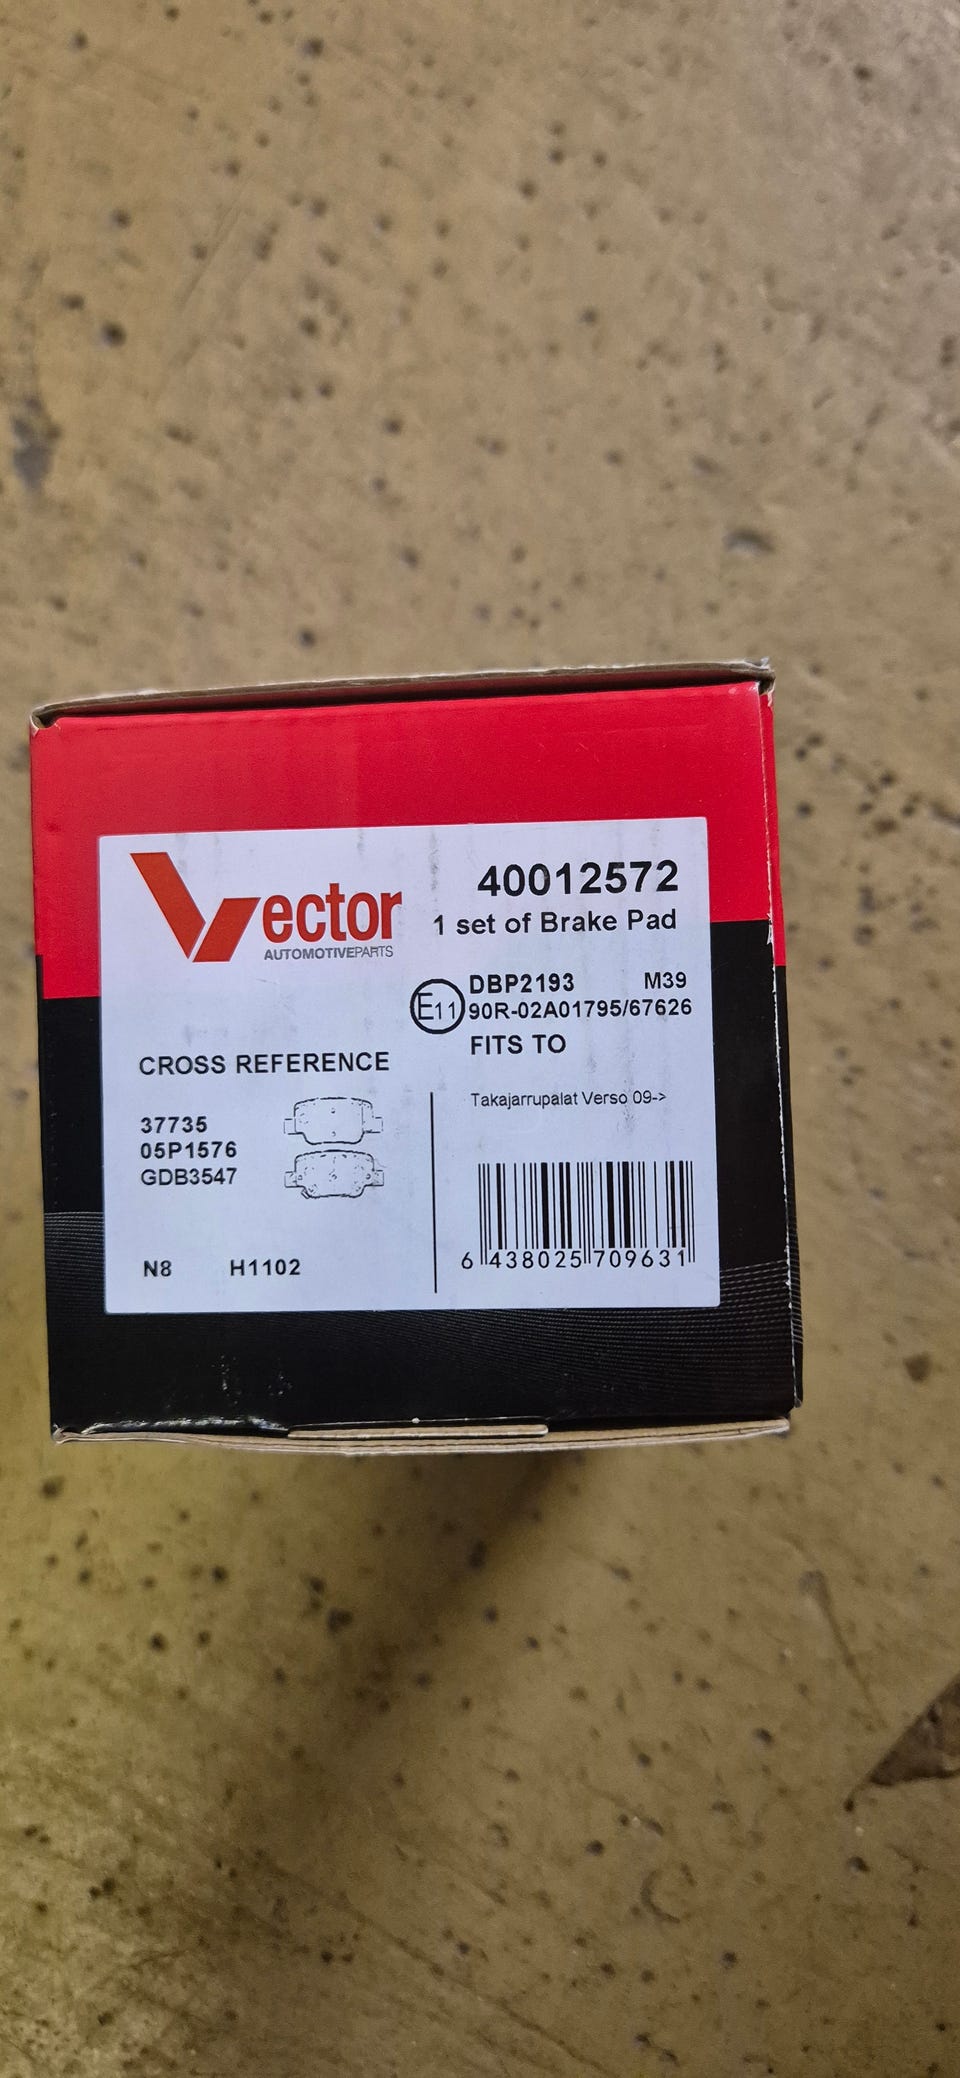 Vector
AUTOMOTIVEPARTS
40012572
1 set of Brake Pad
E11
DBP2193 M39
90R-02A01795/67626
FITS TO
CROSS REFERENCE
Takajarrupalat Verso 09->
37735
05P1576
GDB3547
N8 H1102
6 438025 709631